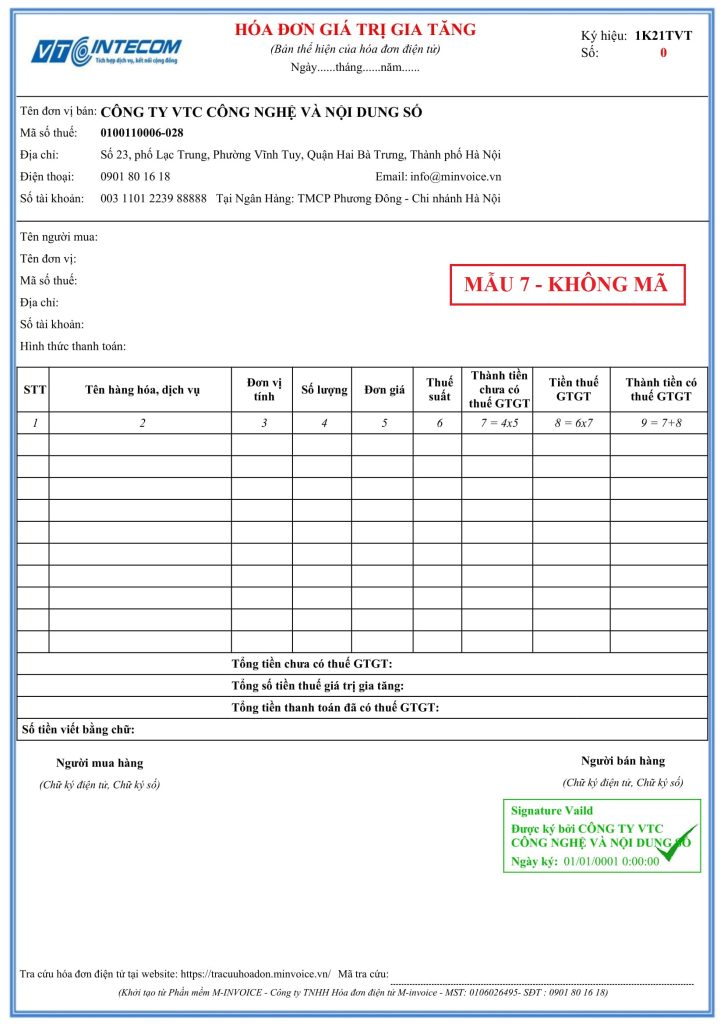 VTC INTECOM
Tích hợp dịch vụ, kết nối cộng đồng
HÓA ĐƠN GIÁ TRỊ GIA TĂNG
(Bản thể hiện của hóa đơn điện tử)
Ngày......tháng......năm......
Ký hiệu: 1K21TVT
Số: 0
Tên đơn vị bán: CÔNG TY VTC CÔNG NGHỆ VÀ NỘI DUNG SỐ
Mã số thuế: 0100110006-028
Địa chỉ: Số 23, phố Lạc Trung, Phường Vĩnh Tuy, Quận Hai Bà Trưng, Thành phố Hà Nội
Điện thoại: 0901 80 16 18 Email: info@minvoice.vn
Số tài khoản: 003 1101 2239 88888 Tại Ngân Hàng: TMCP Phương Đông - Chi nhánh Hà Nội
Tên người mua:
Tên đơn vị:
Mã số thuế:
Địa chỉ:
Số tài khoản:
Hình thức thanh toán:
MẪU 7 - KHÔNG MÃ
STT Tên hàng hóa, dịch vụ Đơn vị tính Số lượng Đơn giá Thuế suất Thành tiền chưa có thuế GTGT Tiền thuế GTGT Thành tiền có thuế GTGT
1 2 3 4 5 6 7 = 4x5 8 = 6x7 9 = 7+8
Tổng tiền chưa có thuế GTGT:
Tổng số tiền thuế giá trị gia tăng:
Tổng tiền thanh toán đã có thuế GTGT:
Số tiền viết bằng chữ:
Người mua hàng
(Chữ ký điện tử, Chữ ký số)
Người bán hàng
(Chữ ký điện tử, Chữ ký số)
Signature Vaild
Được ký bởi CÔNG TY VTC
CÔNG NGHỆ VÀ NỘI DUNG SỐ
Ngày ký: 01/01/0001 0:00:00
Tra cứu hóa đơn điện tử tại website: https://tracuuhoadon.minvoice.vn/ Mã tra cứu:
(Khởi tạo từ Phần mềm M-INVOICE - Công ty TNHH Hóa đơn điện tử M-invoice - MST: 0106026495- SĐT : 0901 80 16 18)